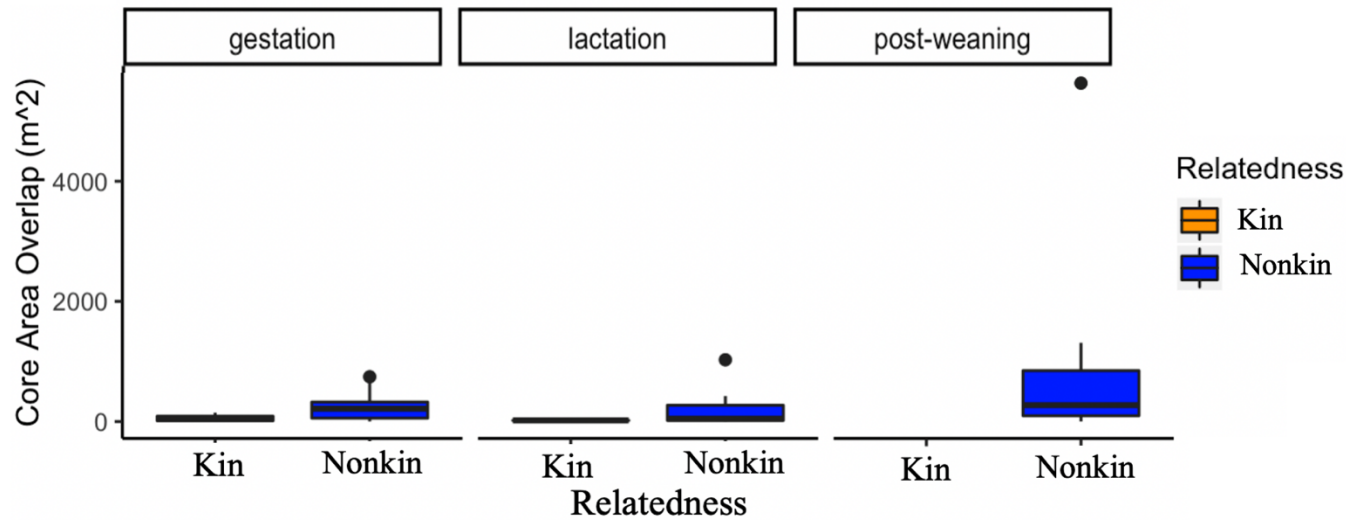 gestation
lactation
post-weaning
Core Area Overlap (m^2)
4000
2000
0
Kin
Nonkin
Kin
Nonkin
Kin
Nonkin
Relatedness
Relatedness
Kin
Nonkin